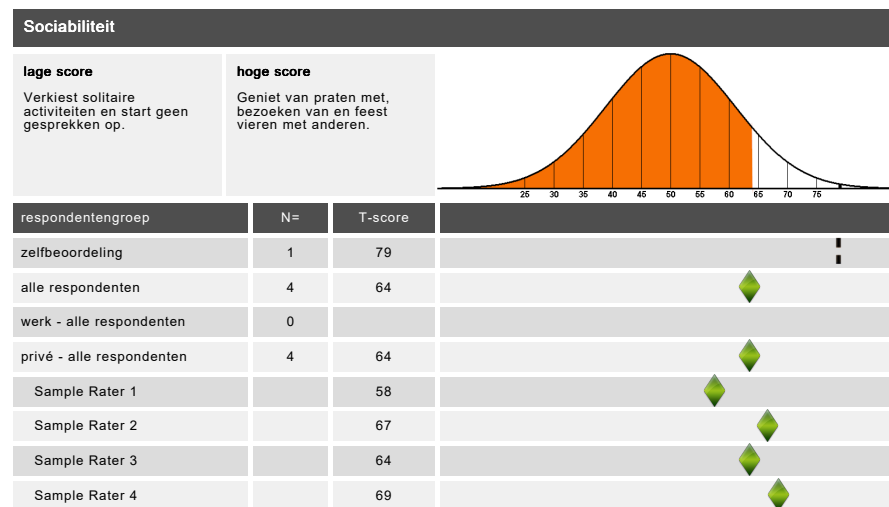 Sociabiliteit
lage score
Verkiest solitaire
activiteiten en start geen
gesprekken op.
hoge score
Geniet van praten met,
bezoeken van en feest
vieren met anderen.
25 30 35 40 45 50 55 60 65 70 75
respondentengroep N= T-score
zelfbeoordeling 1 79
alle respondenten 4 64
werk - alle respondenten 0
privé - alle respondenten 4 64
Sample Rater 1 58
Sample Rater 2 67
Sample Rater 3 64
Sample Rater 4 69